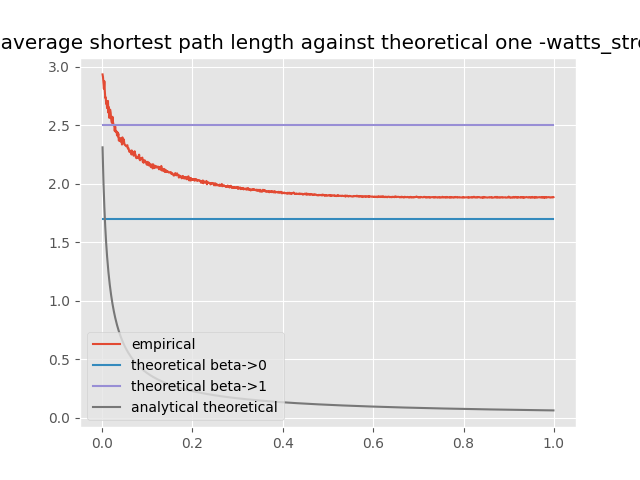 average shortest path length against theoretical one -watts_stro
3.0
2.5
2.0
1.5
1.0
0.5
0.0
empirical
theoretical beta->0
theoretical beta->1
analytical theoretical
0.0 0.2 0.4 0.6 0.8 1.0